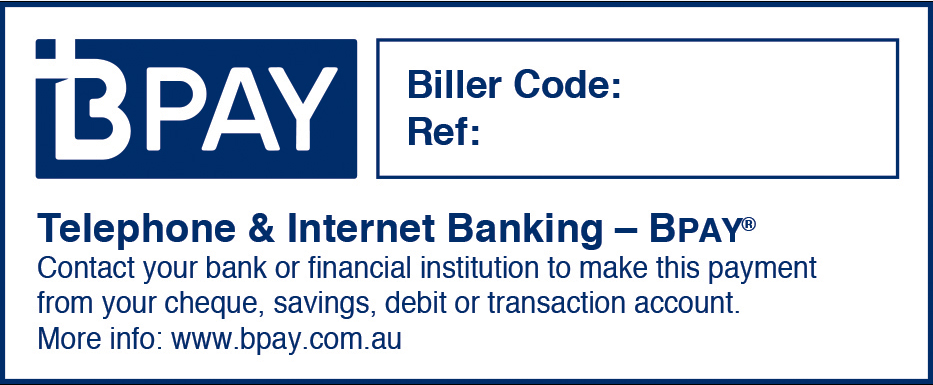 BPAY
Biller Code:
Ref:
Telephone & Internet Banking – BPAY®
Contact your bank or financial institution to make this payment
from your cheque, savings, debit or transaction account.
More info: www.bpay.com.au